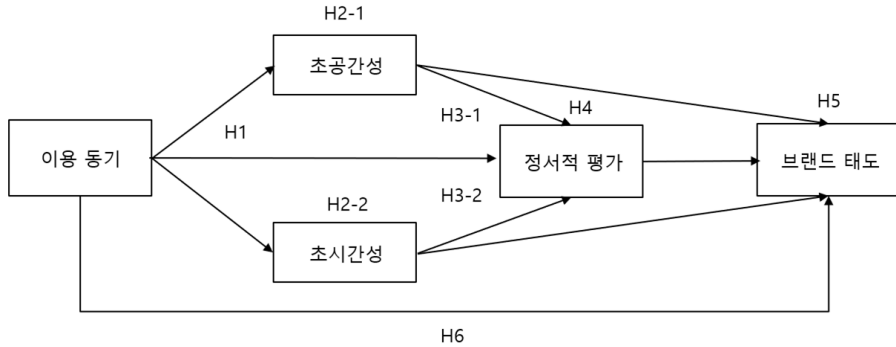 H2-1
초공간성
H3-1
H4
H5
H1
이용 동기
정서적 평가
브랜드 태도
H3-2
H2-2
초시간성
H6